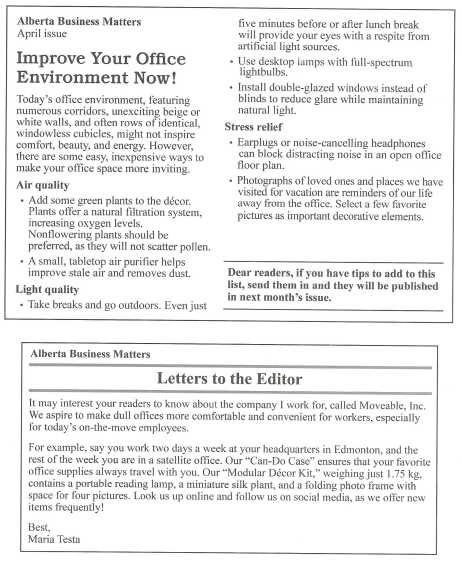 Alberta Business Matters
April issue
Improve Your Office
Environment Now!
Today's office environment, featuring
numerous corridors, unexciting beige or
white walls, and often rows of identical,
windowless cubicles, might not inspire
comfort, beauty, and energy. However,
there are some easy, inexpensive ways to
make your office space more inviting.
Air quality
• Add some green plants to the décor.
Plants offer a natural filtration system,
increasing oxygen levels.
Nonflowering plants should be
preferred, as they will not scatter pollen.
• A small, tabletop air purifier helps
improve stale air and removes dust.
Light quality
• Take breaks and go outdoors. Even just
five minutes before or after lunch break
will provide your eyes with a respite from
artificial light sources.
• Use desktop lamps with full-spectrum
lightbulbs.
• Install double-glazed windows instead of
blinds to reduce glare while maintaining
natural light.
Stress relief
• Earplugs or noise-cancelling headphones
can block distracting noise in an open office
floor plan.
• Photographs of loved ones and places we have
visited for vacation are reminders of our life
away from the office. Select a few favorite
pictures as important decorative elements.
Dear readers, if you have tips to add to this
list, send them in and they will be published
in next month's issue.
Alberta Business Matters
Letters to the Editor
It may interest your readers to know about the company I work for, called Moveable, Inc.
We aspire to make dull offices more comfortable and convenient for workers, especially
for today's on-the-move employees.
For example, say you work two days a week at your headquarters in Edmonton, and the
rest of the week you are in a satellite office. Our "Can-Do Case" ensures that your favorite
office supplies always travel with you. Our "Modular Décor Kit," weighing just 1.75 kg,
contains a portable reading lamp, a miniature silk plant, and a folding photo frame with
space for four pictures. Look us up online and follow us on social media, as we offer new
items frequently!
Best,
Maria Testa